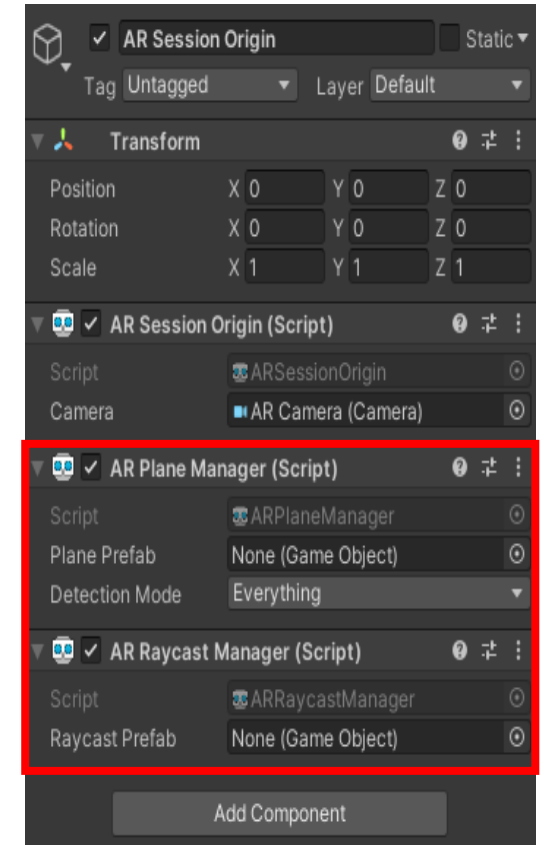 AR Session Origin Static
Tag Untagged Layer Default
Transform
Position X 0 Y 0 Z 0
Rotation X 0 Y 0 Z 0
Scale X 1 Y 1 Z 1
AR Session Origin (Script)
Script ARSessionOrigin
Camera AR Camera (Camera)
AR Plane Manager (Script)
Script ARPlaneManager
Plane Prefab None (Game Object)
Detection Mode Everything
AR Raycast Manager (Script)
Script ARRaycastManager
Raycast Prefab None (Game Object)
Add Component